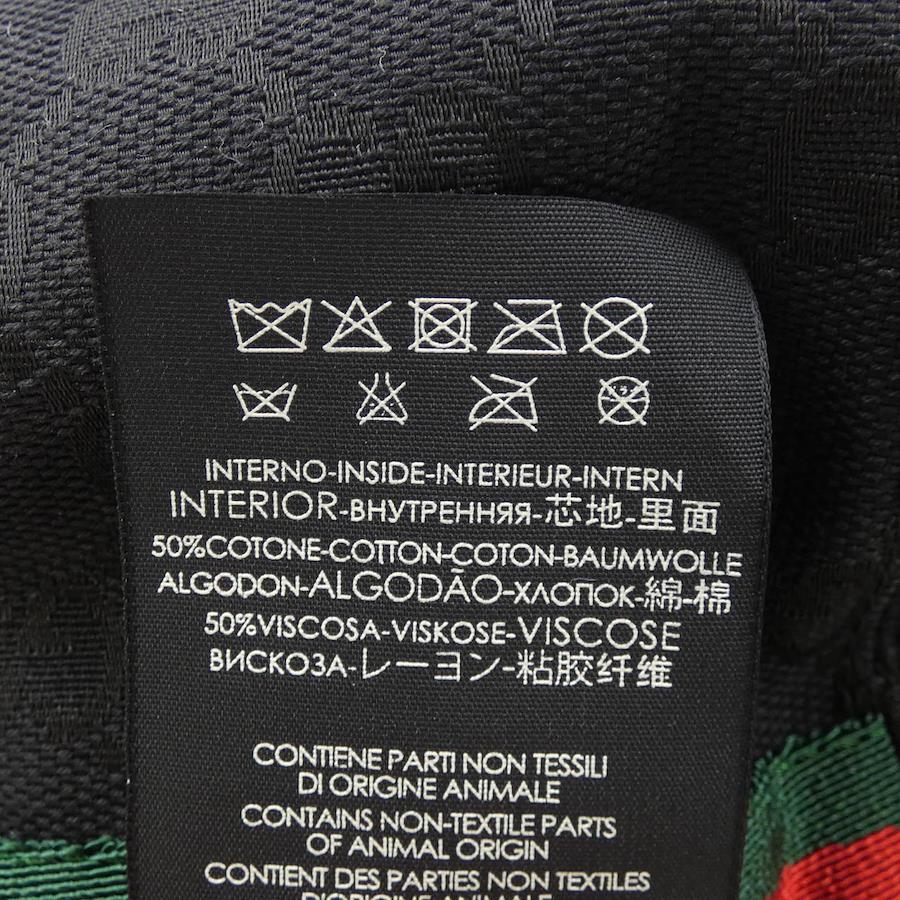 INTERNO-INSIDE-INTERIEUR-INTERN
INTERIOR-ВНУТРЕННЯЯ-芯地-里面
50%COTONE-COTTON-COTON-BAUMWOLLE
ALGODON-ALGODÃO-ХЛОПОК-綿-棉
50%VISCOSA-VISKOSE-VISCOSE
ВИСКОЗА-レーヨン-粘胶纤维
CONTIENE PARTI NON TESSILI
DI ORIGINE ANIMALE
CONTAINS NON-TEXTILE PARTS
OF ANIMAL ORIGIN
CONTIENT DES PARTIES NON TEXTILES